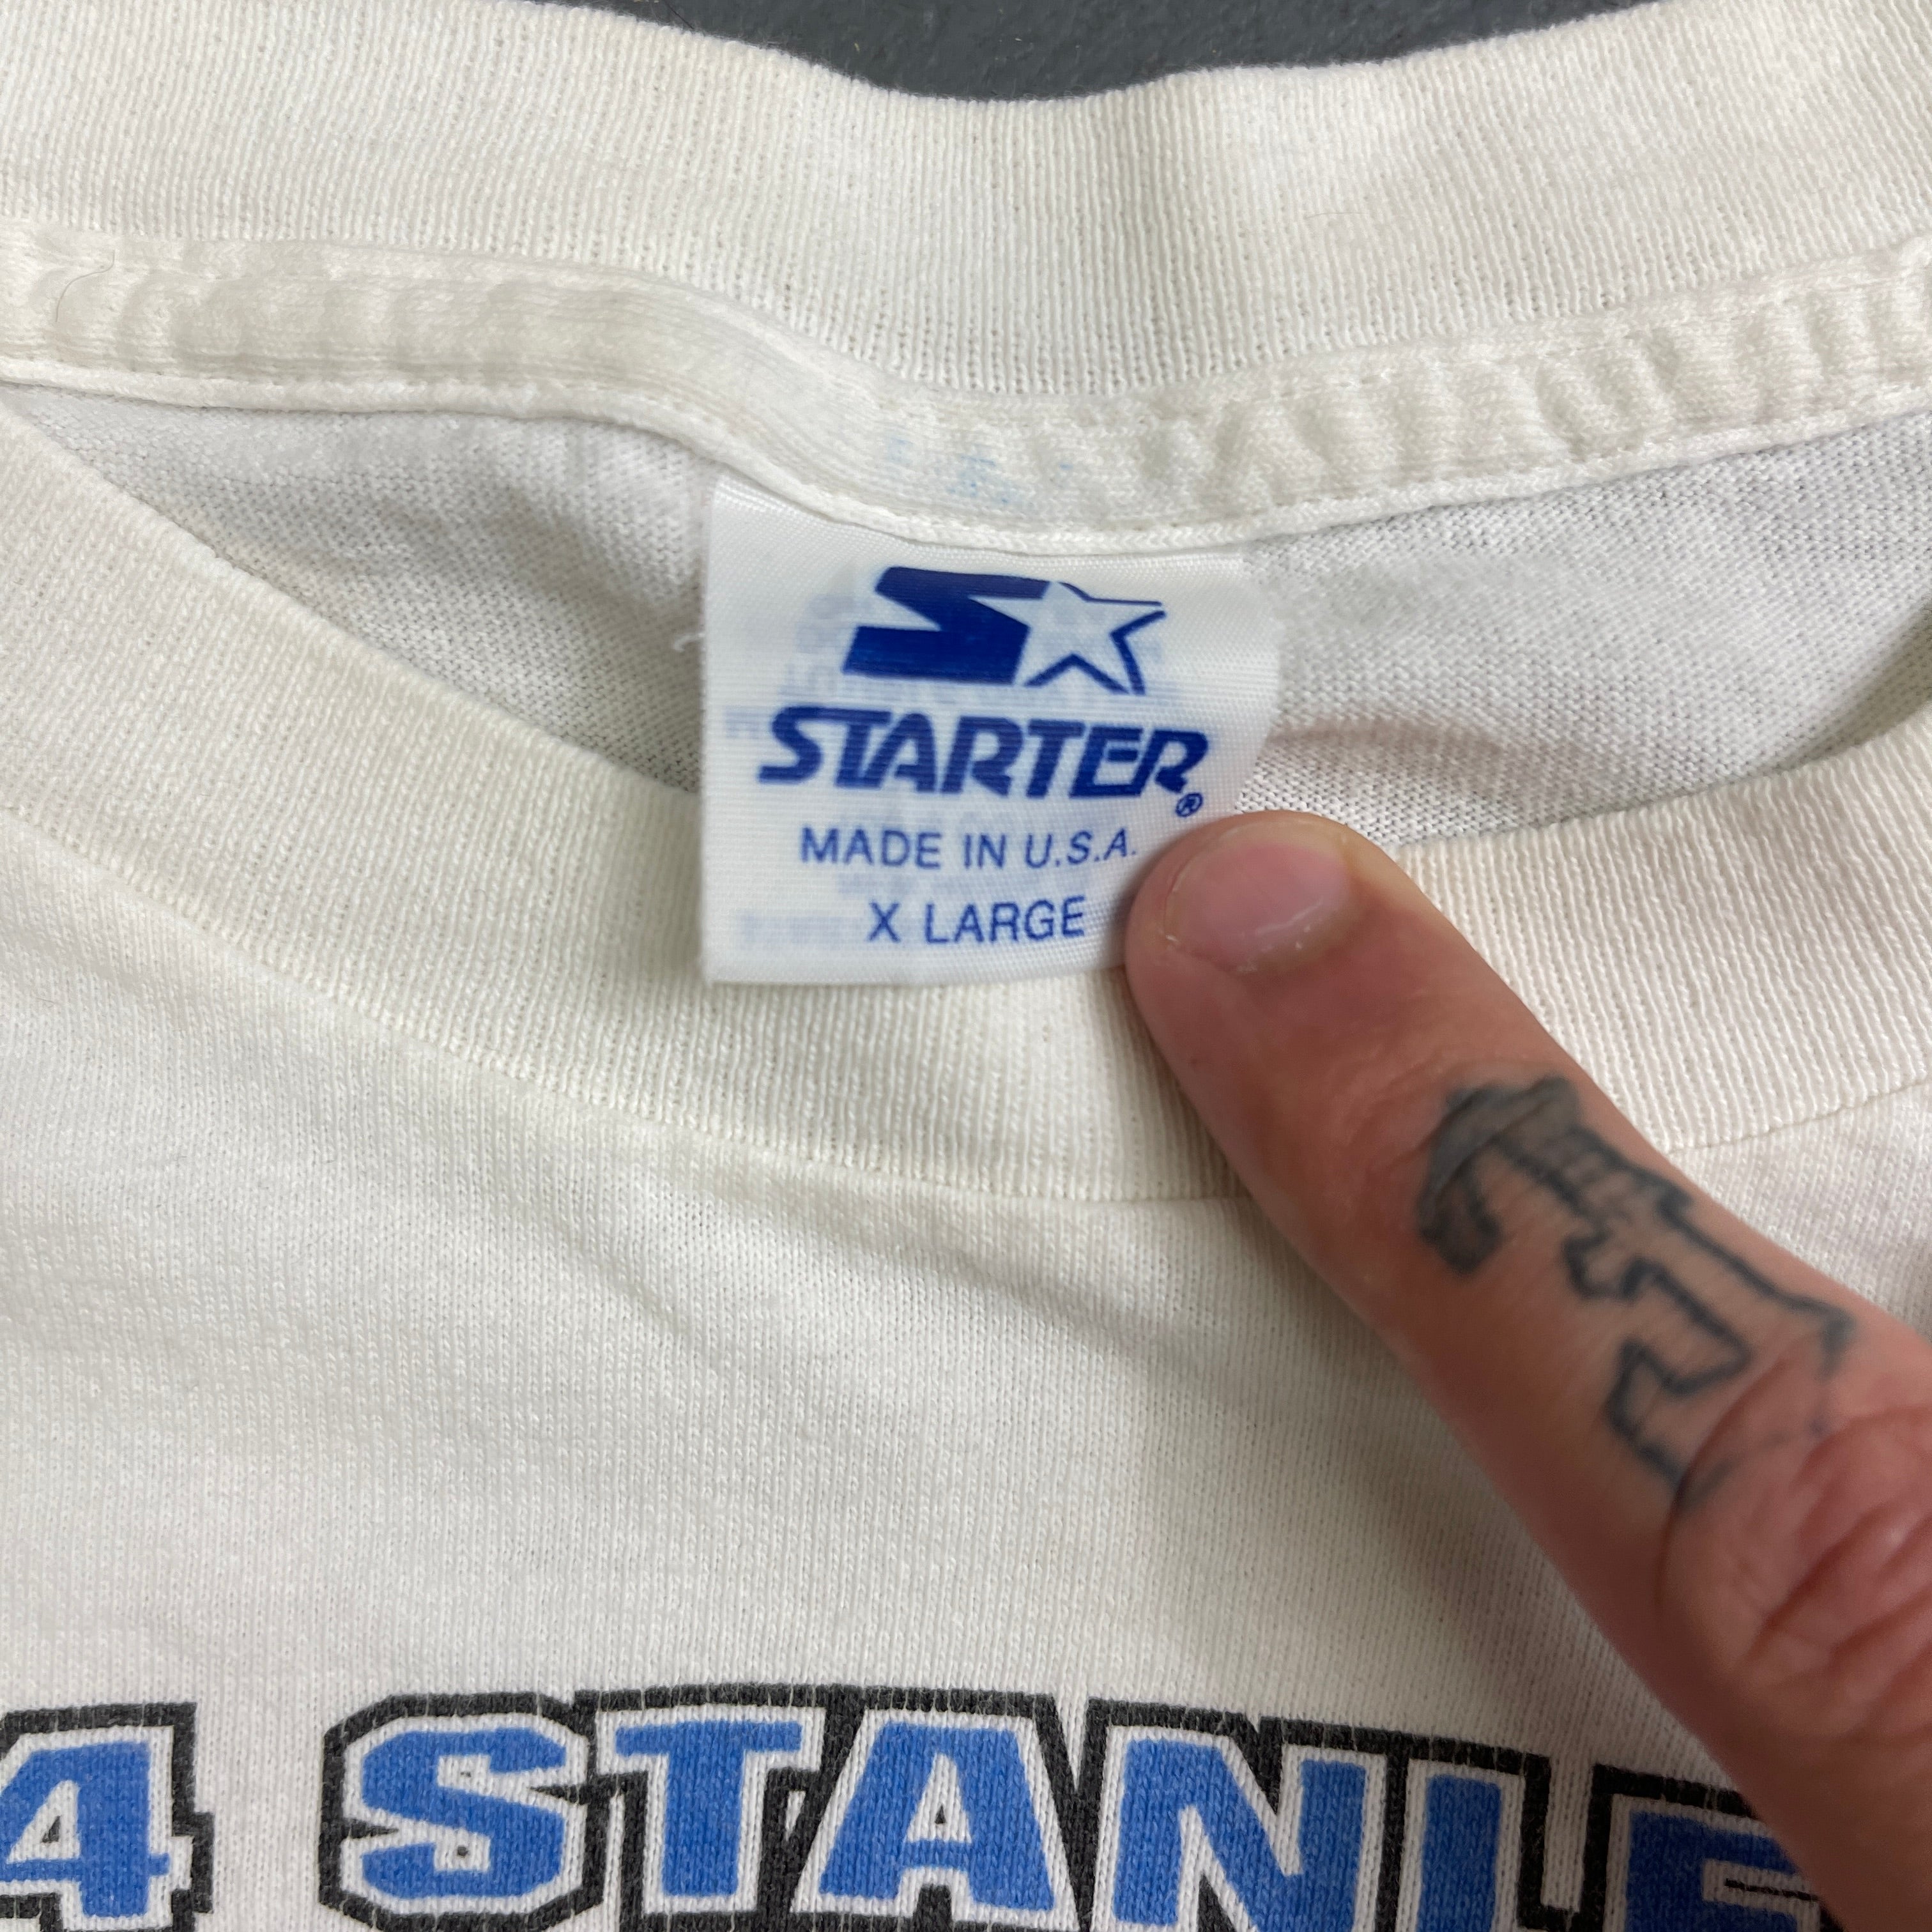 STARTER®
MADE IN U.S.A.
X LARGE
4 STANLE